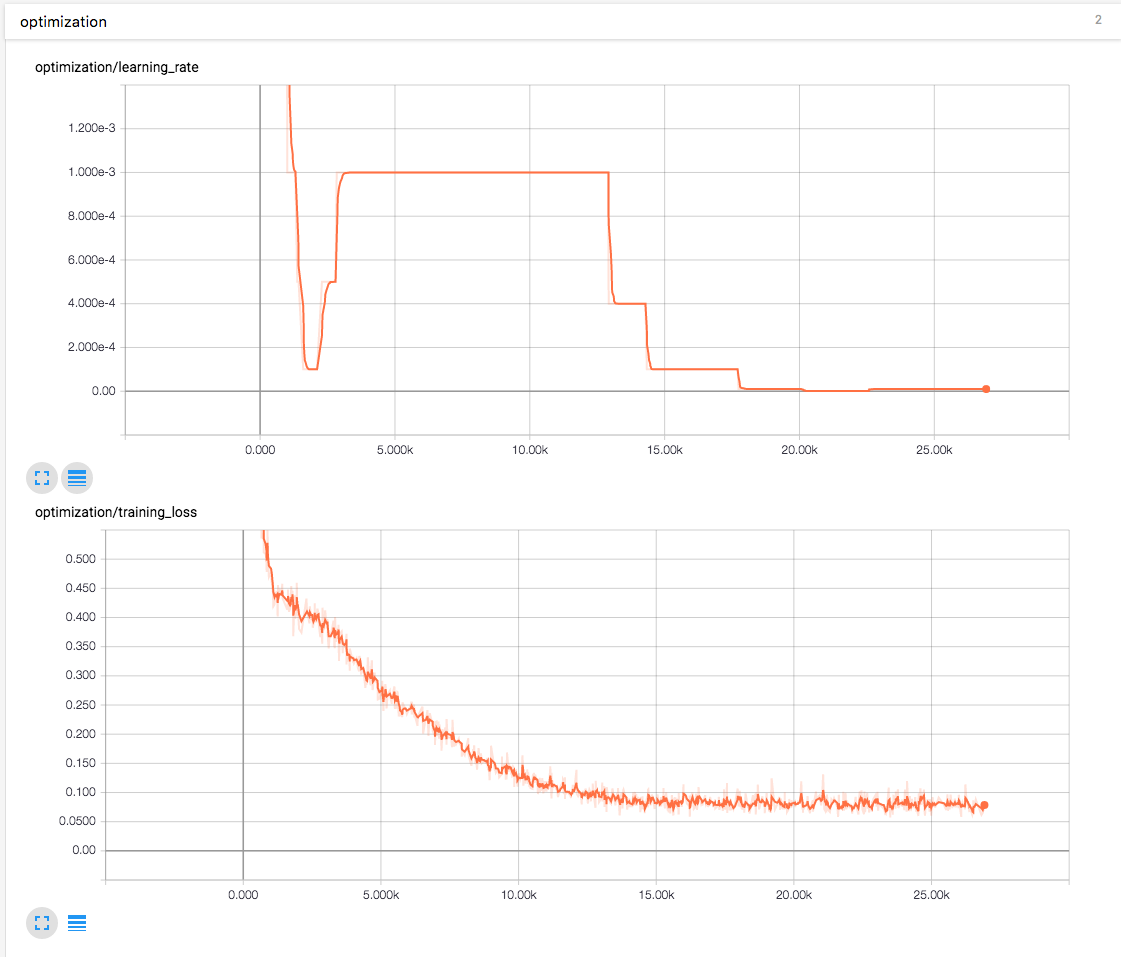 optimization 2
optimization/learning_rate
1.200e-3
1.000e-3
8.000e-4
6.000e-4
4.000e-4
2.000e-4
0.00
0.000 5.000k 10.00k 15.00k 20.00k 25.00k
optimization/training_loss
0.500
0.450
0.400
0.350
0.300
0.250
0.200
0.150
0.100
0.0500
0.00
0.000 5.000k 10.00k 15.00k 20.00k 25.00k